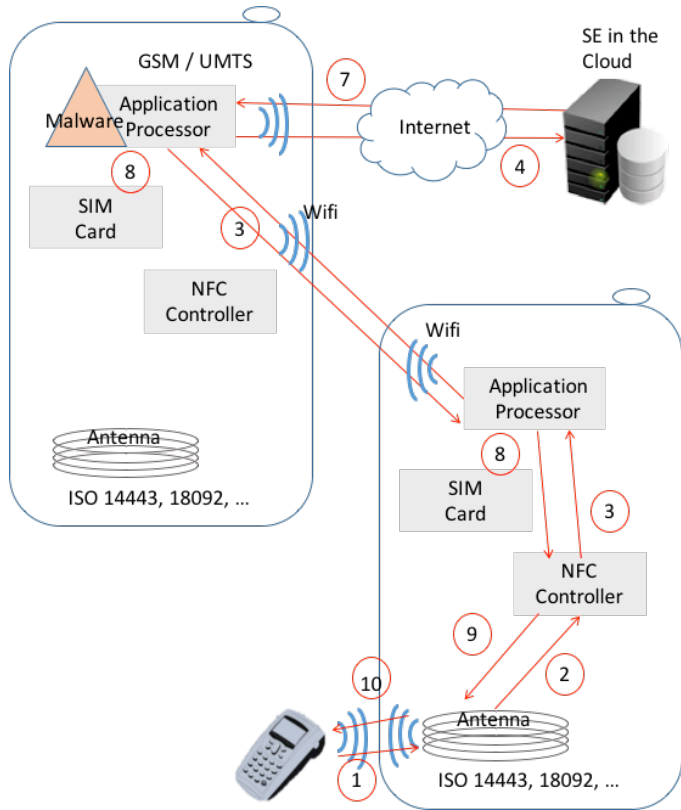 SE in the
Cloud
GSM / UMTS
7
Malware
Application
Processor
Internet
4
8
SIM
Card
3
Wifi
NFC
Controller
Wifi
Application
Processor
Antenna
8
ISO 14443, 18092, ...
SIM
Card
3
NFC
Controller
9
2
10
Antenna
1
ISO 14443, 18092, ...